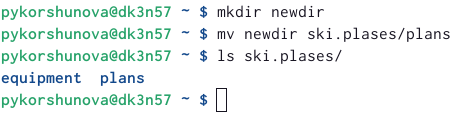 pykorshunova@dk3n57 ~ $ mkdir newdir
pykorshunova@dk3n57 ~ $ mv newdir ski.plases/plans
pykorshunova@dk3n57 ~ $ ls ski.plases/
equipment  plans
pykorshunova@dk3n57 ~ $